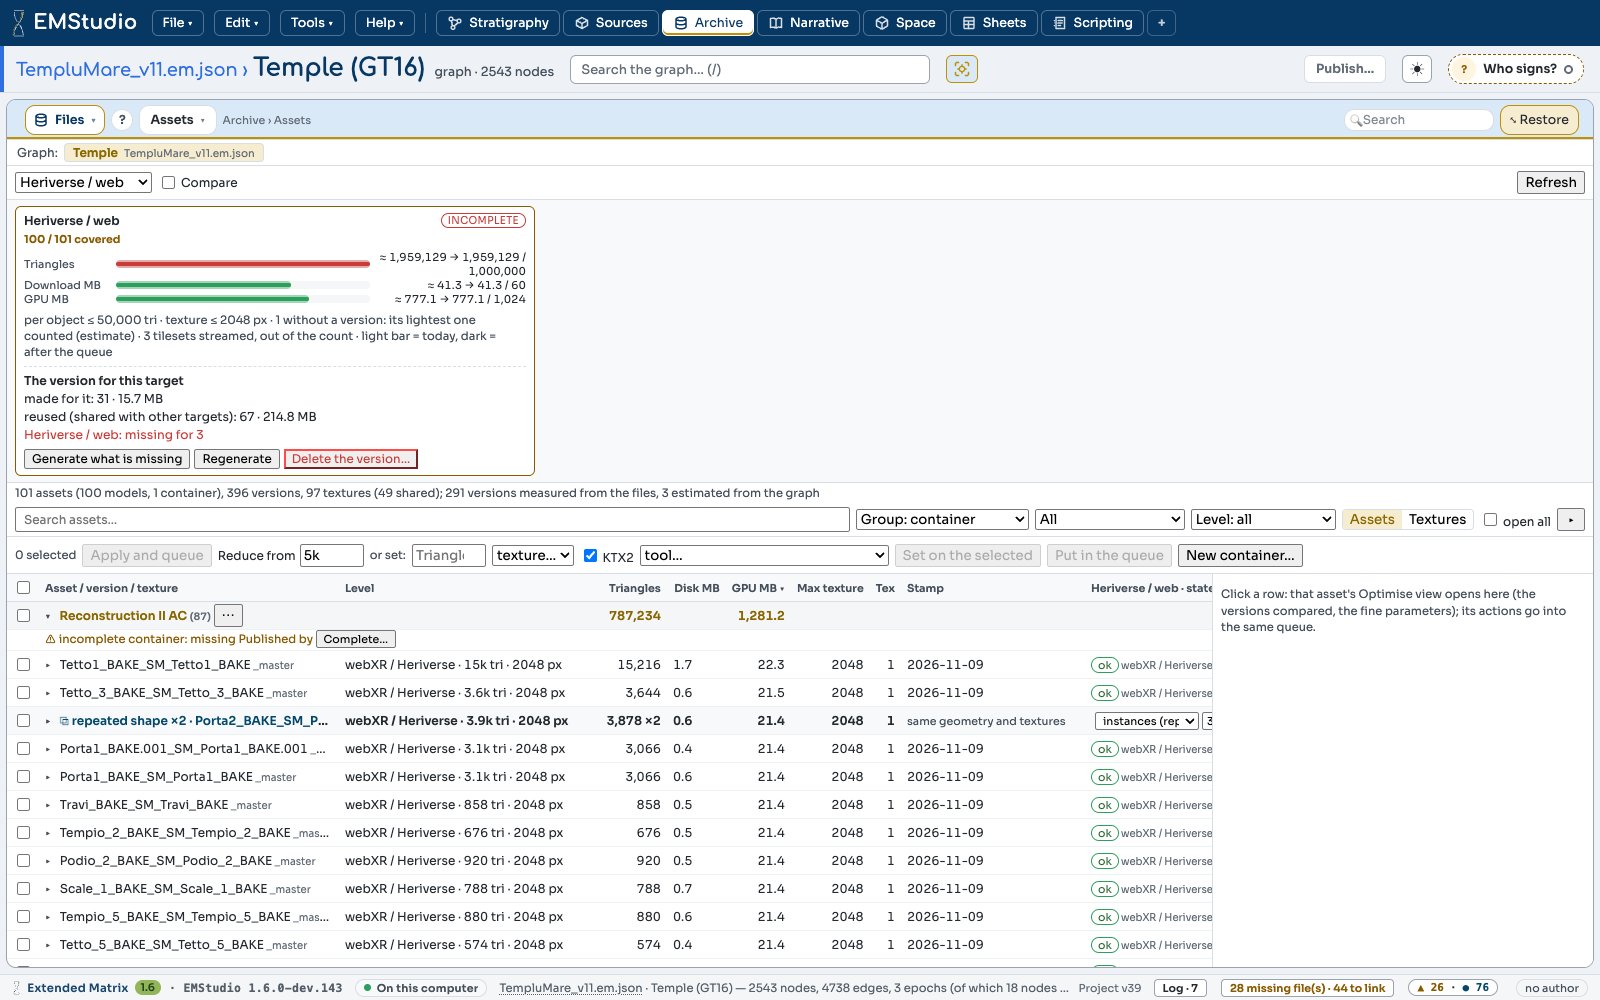 EMStudio File ▾ Edit ▾ Tools ▾ Help ▾ Stratigraphy Sources Archive Narrative Space Sheets Scripting +
TempluMare_v11.em.json › Temple (GT16) graph · 2543 nodes Search the graph... (/) Publish... ? Who signs?
Files ▾ ? Assets ▾ Archive › Assets Search Restore
Graph: Temple TempluMare_v11.em.json
Heriverse / web Compare Refresh
Heriverse / web INCOMPLETE
100 / 101 covered
Triangles ≈ 1,959,129 → 1,959,129 /
1,000,000
Download MB ≈ 41.3 → 41.3 / 60
GPU MB ≈ 777.1 → 777.1 / 1,024
per object ≤ 50,000 tri · texture ≤ 2048 px · 1 without a version: its lightest one
counted (estimate) · 3 tilesets streamed, out of the count · light bar = today, dark =
after the queue
The version for this target
made for it: 31 · 15.7 MB
reused (shared with other targets): 67 · 214.8 MB
Heriverse / web: missing for 3
Generate what is missing Regenerate Delete the version...
101 assets (100 models, 1 container), 396 versions, 97 textures (49 shared); 291 versions measured from the files, 3 estimated from the graph
Search assets... Group: container All Level: all Assets Textures open all ▸
0 selected Apply and queue Reduce from 5k or set: Triangl texture... KTX2 tool... Set on the selected Put in the queue New container...
Asset / version / texture Level Triangles Disk MB GPU MB ▾ Max texture Tex Stamp Heriverse / web · state
▾ Reconstruction II AC (87) ... 787,234 1,281.2
⚠ incomplete container: missing Published by Complete...
▸ Tetto1_BAKE_SM_Tetto1_BAKE _master webXR / Heriverse · 15k tri · 2048 px 15,216 1.7 22.3 2048 1 2026-11-09 ok webXR / Heriverse
▸ Tetto_3_BAKE_SM_Tetto_3_BAKE _master webXR / Heriverse · 3.6k tri · 2048 px 3,644 0.6 21.5 2048 1 2026-11-09 ok webXR / Heriverse
▸ repeated shape ×2 · Porta2_BAKE_SM_P... webXR / Heriverse · 3.9k tri · 2048 px 3,878 ×2 0.6 21.4 2048 1 same geometry and textures instances (rep 3
▸ Porta1_BAKE.001_SM_Porta1_BAKE.001 _... webXR / Heriverse · 3.1k tri · 2048 px 3,066 0.4 21.4 2048 1 2026-11-09 ok webXR / Heriverse
▸ Porta1_BAKE_SM_Porta1_BAKE _master webXR / Heriverse · 3.1k tri · 2048 px 3,066 0.6 21.4 2048 1 2026-11-09 ok webXR / Heriverse
▸ Travi_BAKE_SM_Travi_BAKE _master webXR / Heriverse · 858 tri · 2048 px 858 0.5 21.4 2048 1 2026-11-09 ok webXR / Heriverse
▸ Tempio_2_BAKE_SM_Tempio_2_BAKE _mas... webXR / Heriverse · 676 tri · 2048 px 676 0.5 21.4 2048 1 2026-11-09 ok webXR / Heriverse
▸ Podio_2_BAKE_SM_Podio_2_BAKE _master webXR / Heriverse · 920 tri · 2048 px 920 0.5 21.4 2048 1 2026-11-09 ok webXR / Heriverse
▸ Scale_1_BAKE_SM_Scale_1_BAKE _master webXR / Heriverse · 788 tri · 2048 px 788 0.7 21.4 2048 1 2026-11-09 ok webXR / Heriverse
▸ Tempio_5_BAKE_SM_Tempio_5_BAKE _mas... webXR / Heriverse · 880 tri · 2048 px 880 0.6 21.4 2048 1 2026-11-09 ok webXR / Heriverse
▸ Tetto_5_BAKE_SM_Tetto_5_BAKE _master webXR / Heriverse · 574 tri · 2048 px 574 0.4 21.4 2048 1 2026-11-09 ok webXR / Heriverse
Click a row: that asset's Optimise view opens here (the
versions compared, the fine parameters); its actions go into
the same queue.
Extended Matrix 1.6 · EMStudio 1.6.0-dev.143 On this computer TempluMare_v11.em.json · Temple (GT16) — 2543 nodes, 4738 edges, 3 epochs (of which 18 nodes ... Project v39 Log · 7 28 missing file(s) · 44 to link ▲ 26 · ● 76 no author